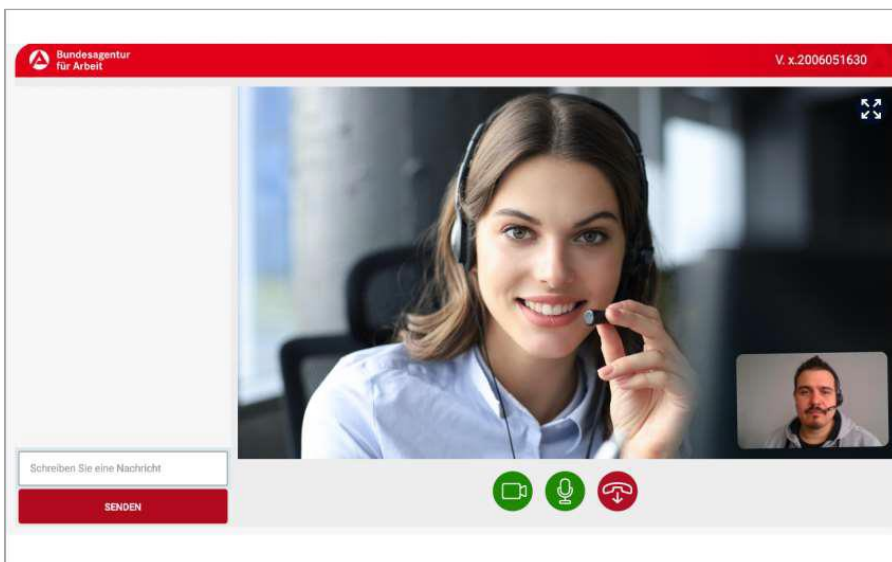 Bundesagentur
für Arbeit
V. x.2006051630
Schreiben Sie eine Nachricht
SENDEN